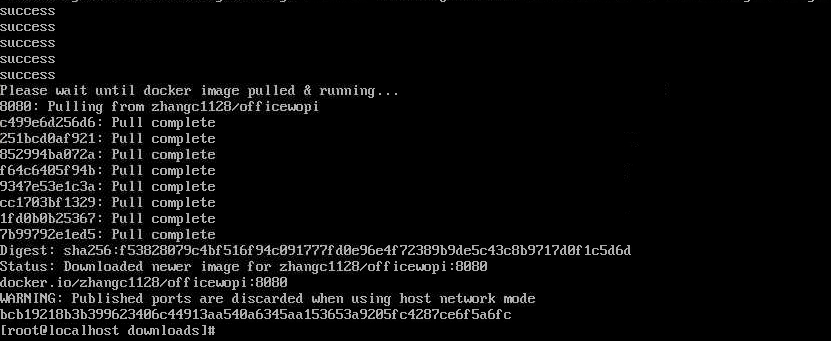 success
success
success
success
success
Please wait until docker image pulled & running...
8080: Pulling from zhangc1128/officewopi
c499e6d256d6: Pull complete
251bcd0af921: Pull complete
852994ba072a: Pull complete
f64c6405f94b: Pull complete
9347e53e1c3a: Pull complete
cc1703bf1329: Pull complete
1fd0b0b25367: Pull complete
7b99792e1ed5: Pull complete
Digest: sha256:f53828079c4bf516f94c091777fd0e96e4f72389b9de5c43c8b9717d0f1c5d6d
Status: Downloaded newer image for zhangc1128/officewopi:8080
docker.io/zhangc1128/officewopi:8080
WARNING: Published ports are discarded when using host network mode
bcb19218b3b399623406c44913aa540a6345aa153653a9205fc4287ce6f5a6fc
[root@localhost downloads]#